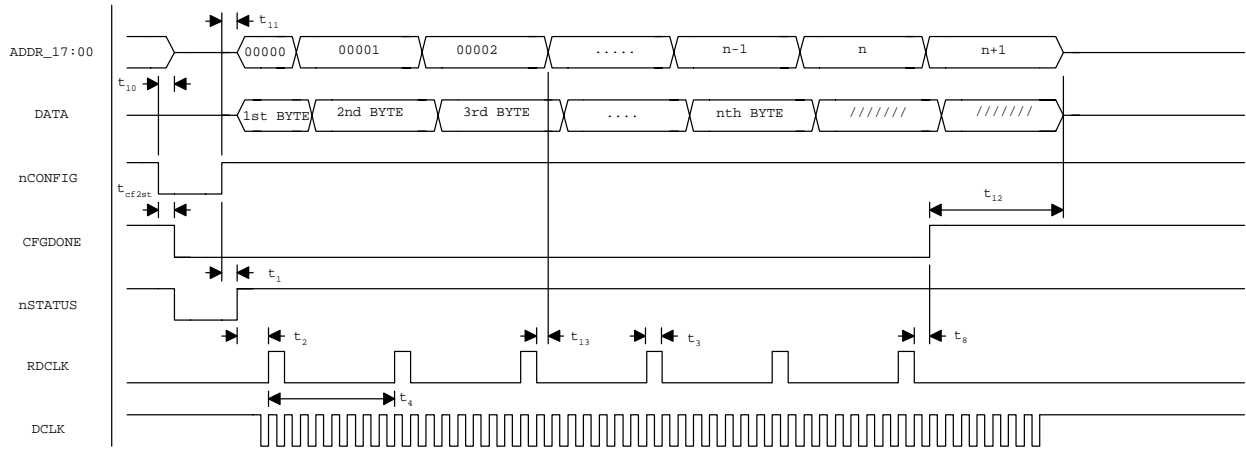 t11
ADDR_17:00 00000 00001 00002 ..... n-1 n n+1
t10
DATA 1st BYTE 2nd BYTE 3rd BYTE .... nth BYTE /////// ///////
nCONFIG
tcf2st
t12
CFGDONE
t1
nSTATUS
t2 t13 t3 t8
RDCLK
t4
DCLK